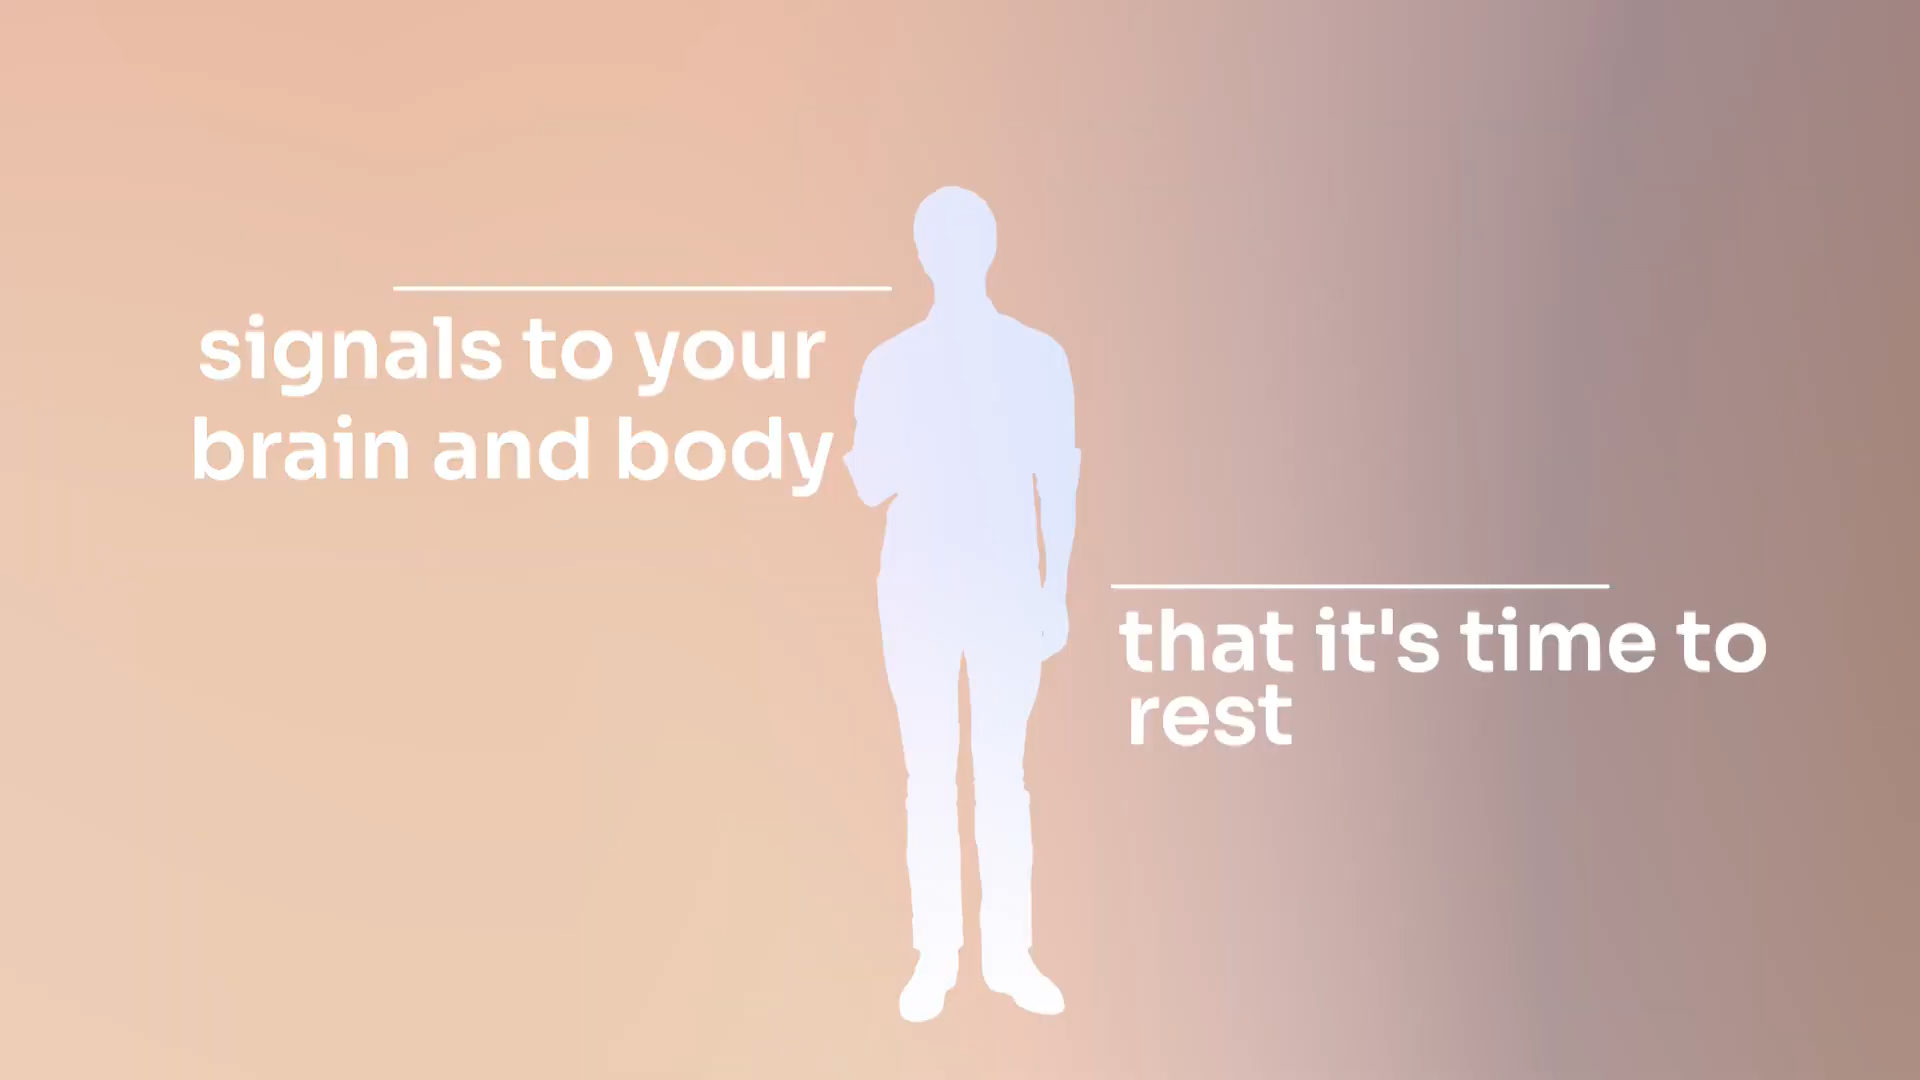 signals to your
brain and body
that it's time to
rest